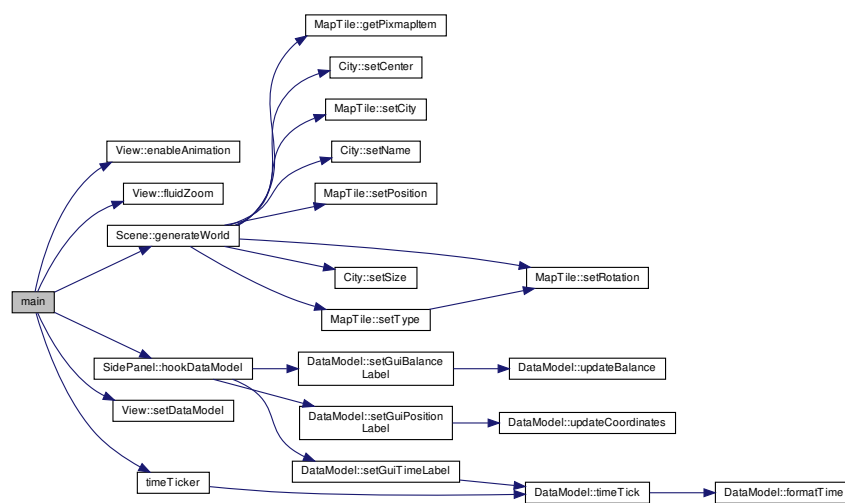 MapTile::getPixmapItem
City::setCenter
MapTile::setCity
View::enableAnimation
City::setName
View::fluidZoom
MapTile::setPosition
Scene::generateWorld
City::setSize
MapTile::setRotation
main
MapTile::setType
SidePanel::hookDataModel
DataModel::setGuiBalance
Label
DataModel::updateBalance
View::setDataModel
DataModel::setGuiPosition
Label
DataModel::updateCoordinates
DataModel::setGuiTimeLabel
timeTicker
DataModel::timeTick
DataModel::formatTime